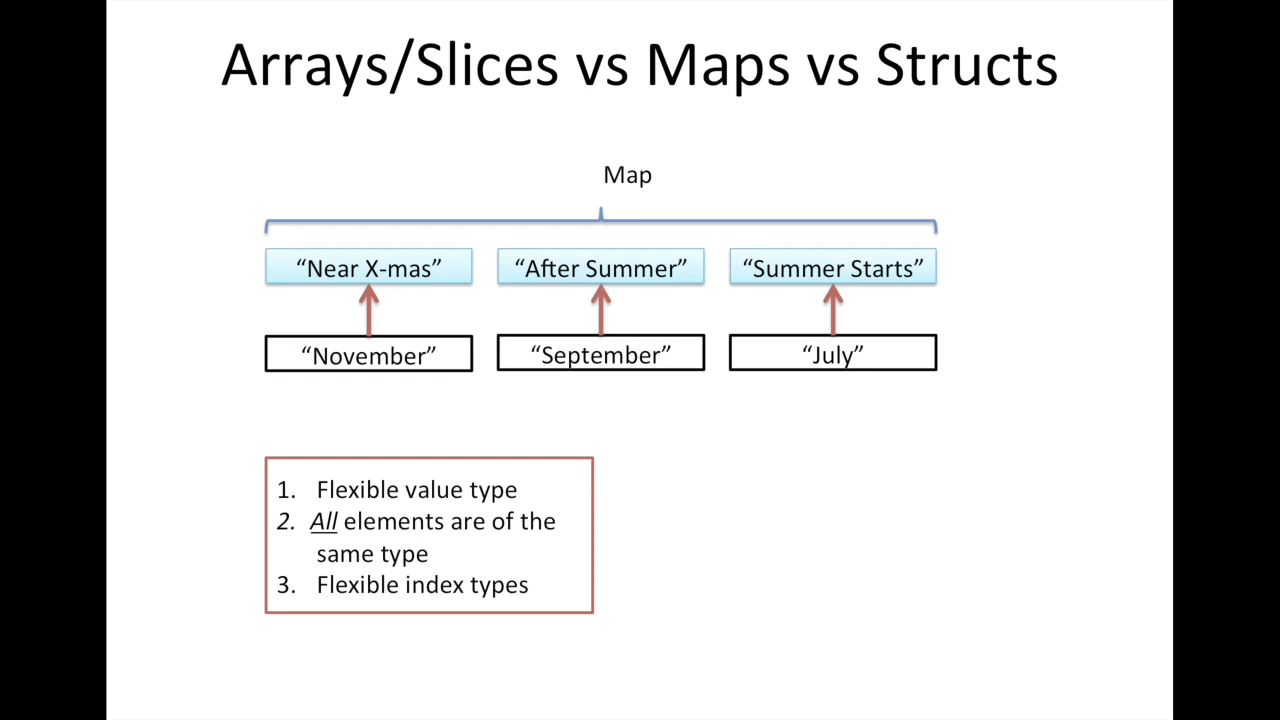 Arrays/Slices vs Maps vs Structs
Map
“Near X-mas” “After Summer” “Summer Starts”
“November” “September” “July”
1. Flexible value type
2. All elements are of the
same type
3. Flexible index types